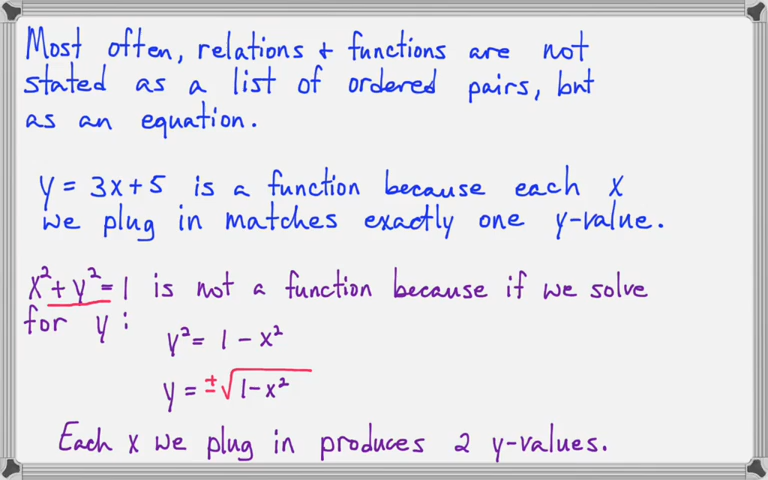 Most often, relations + functions are not
stated as a list of ordered pairs, but
as an equation.
y = 3x + 5 is a function because each x
we plug in matches exactly one y-value.
x² + y² = 1 is not a function because if we solve
for y:
y² = 1 - x²
y = ±√(1-x²)
Each x we plug in produces 2 y-values.